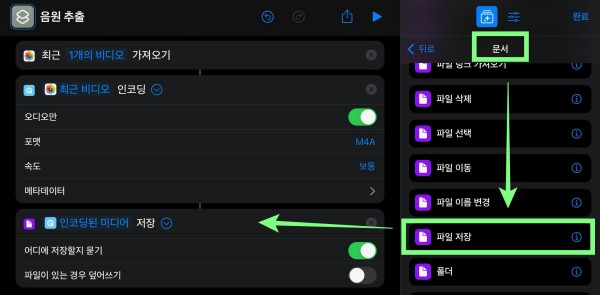 음원 추출
최근 1개의 비디오 가져오기
최근 비디오 인코딩
오디오만
포맷 M4A
속도 보통
메타데이터
인코딩된 미디어 저장
어디에 저장할지 묻기
파일이 있는 경우 덮어쓰기
완료
뒤로 문서
파일 링크 가져오기
파일 삭제
파일 선택
파일 이동
파일 이름 변경
파일 저장
폴더